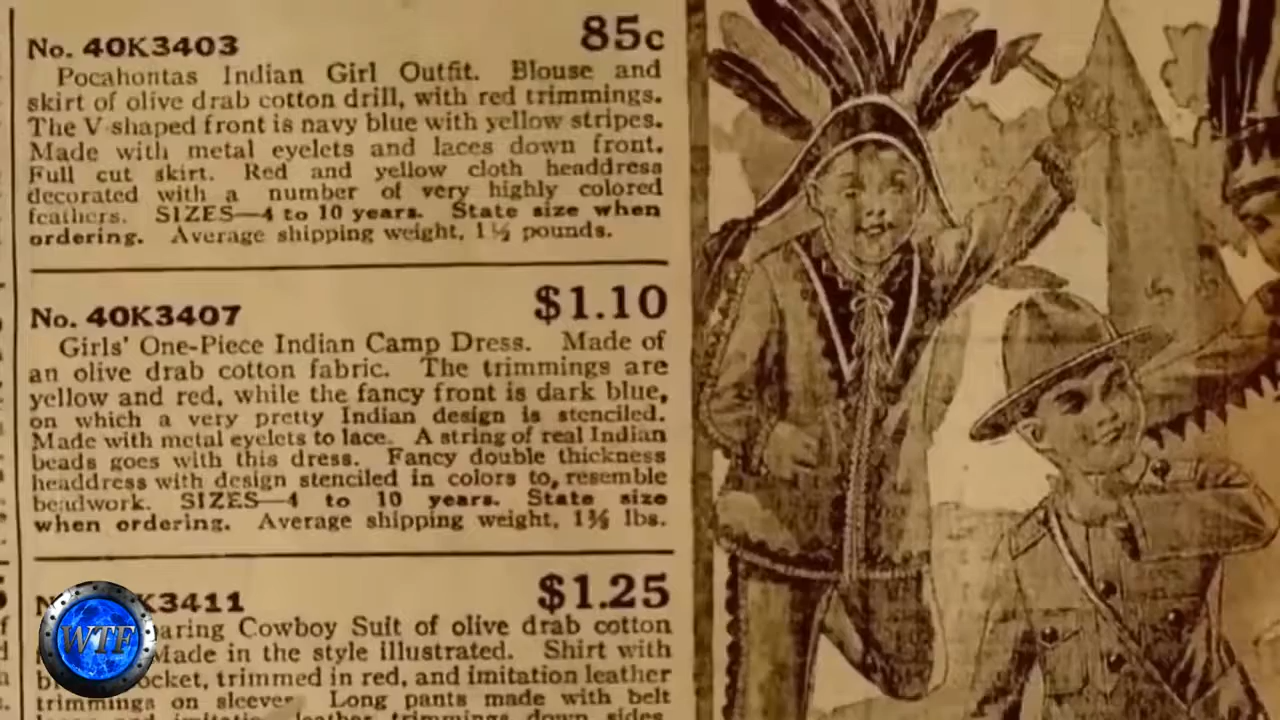 No. 40K3403 85c
Pocahontas Indian Girl Outfit. Blouse and
skirt of olive drab cotton drill, with red trimmings.
The V shaped front is navy blue with yellow stripes.
Made with metal eyelets and laces down front.
Full cut skirt. Red and yellow cloth headdress
decorated with a number of very highly colored
feathers. SIZES—4 to 10 years. State size when
ordering. Average shipping weight, 1½ pounds.
No. 40K3407 $1.10
Girls' One-Piece Indian Camp Dress. Made of
an olive drab cotton fabric. The trimmings are
yellow and red, while the fancy front is dark blue,
on which a very pretty Indian design is stenciled.
Made with metal eyelets to lace. A string of real Indian
beads goes with this dress. Fancy double thickness
headdress with design stenciled in colors to, resemble
beadwork. SIZES—4 to 10 years. State size
when ordering. Average shipping weight, lbs.
K3411 $1.25
aring Cowboy Suit of olive drab cotton
Made in the style illustrated. Shirt with
ocket, trimmed in red, and imitation leather
trimmings on sleeve Long pants made with belt
leather trimmings down sides.
WTF